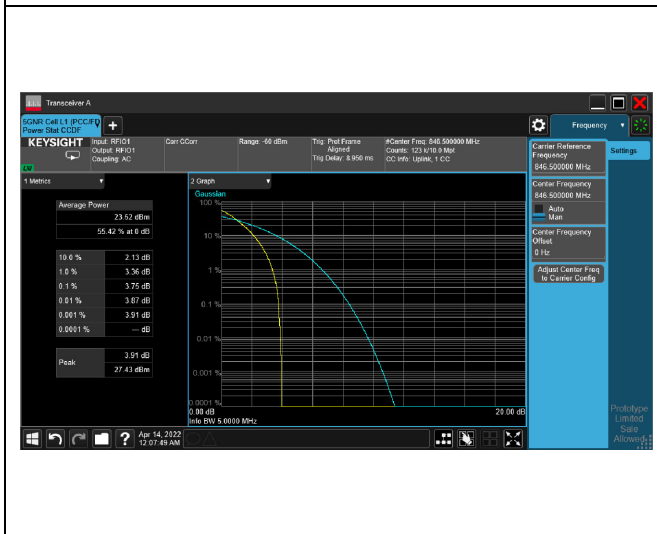 Transceiver A
5GNR Cell L1 (PCC/FD
Power Stat CCDF
Frequency
KEYSIGHT
Input: RFIO1
Output: RFIO1
Coupling: AC
Carr CCorr
Range: -60 dBm
Trig: Pret Frame
Aligned
Trig Delay: 8.950 ms
#Center Freq: 846.500000 MHz
Counts: 123 k/10.0 Mpt
CC Info: Uplink, 1 CC
Carrier Reference
Frequency
846.500000 MHz
Settings
Center Frequency
846.500000 MHz
Auto
Man
Center Frequency
Offset
0 Hz
Adjust Center Freq
to Carrier Config
1 Metrics
Average Power
23.52 dBm
55.42 % at 0 dB
10.0 % 2.13 dB
1.0 % 3.36 dB
0.1 % 3.75 dB
0.01 % 3.87 dB
0.001 % 3.91 dB
0.0001 % --- dB
Peak
3.91 dB
27.43 dBm
2 Graph
Gaussian
100 %
10 %
1 %
0.1 %
0.01 %
0.001 %
0.0001 %
0.00 dB
20.00 dB
Info BW 5.0000 MHz
Prototype
Limited
Sale
Allowed
? Apr 14, 2022
12:07:49 AM